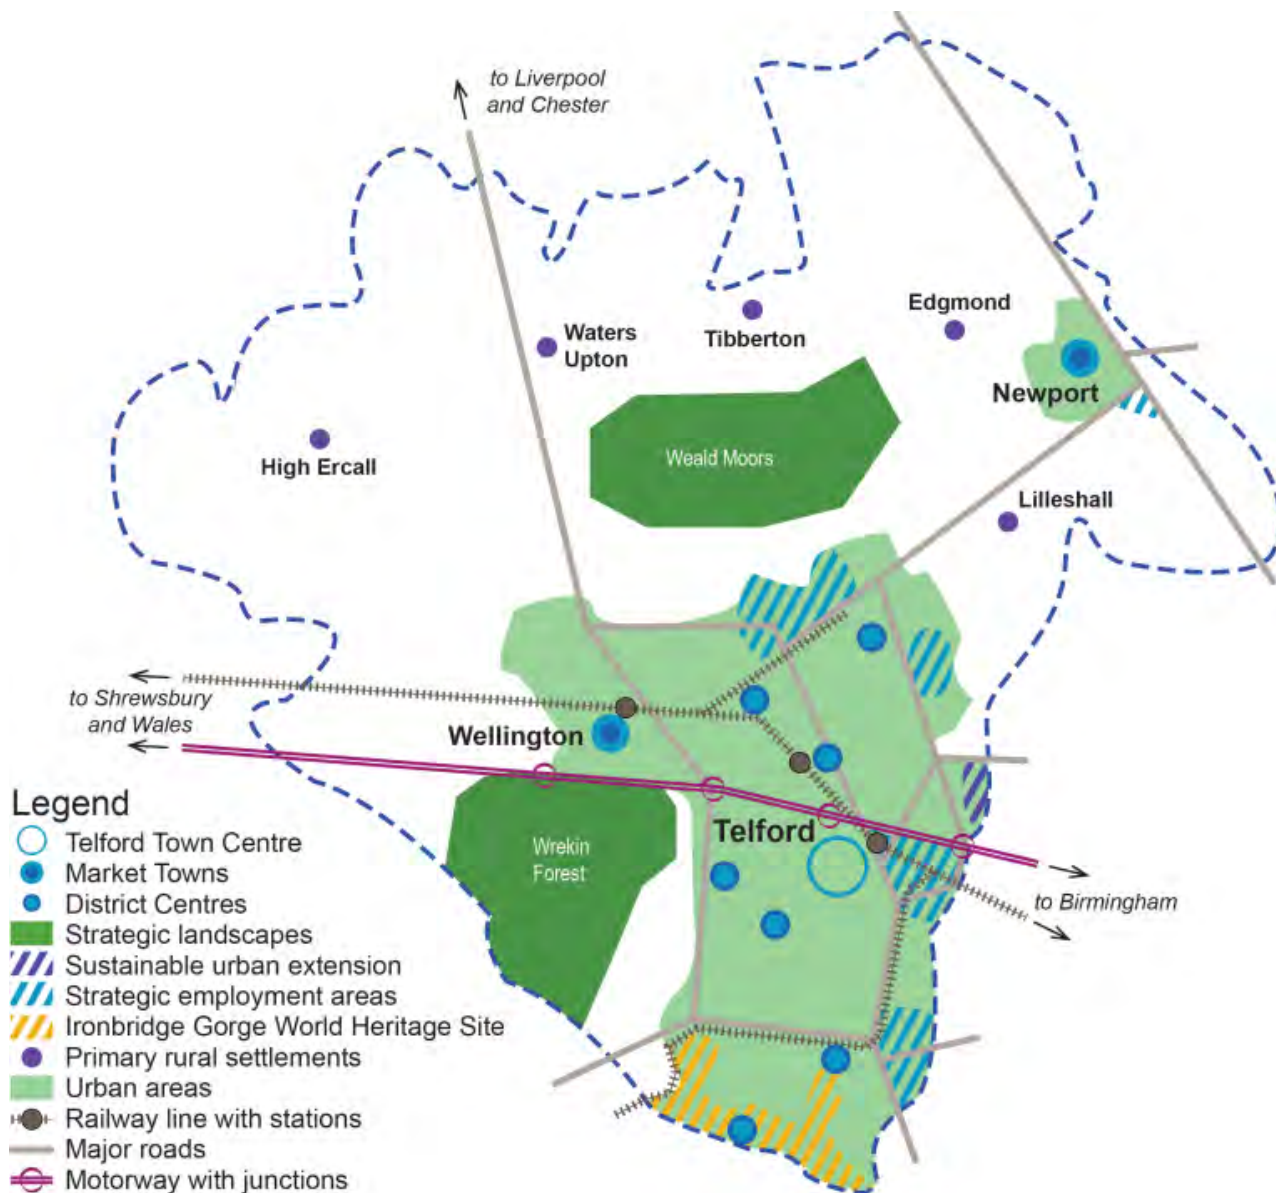 to Liverpool
and Chester
Edgmond
Waters
Upton
Tibberton
Newport
High Ercall
Weald Moors
Lilleshall
to Shrewsbury
and Wales
Wellington
Telford
Wrekin
Forest
to Birmingham
Legend
Telford Town Centre
Market Towns
District Centres
Strategic landscapes
Sustainable urban extension
Strategic employment areas
Ironbridge Gorge World Heritage Site
Primary rural settlements
Urban areas
Railway line with stations
Major roads
Motorway with junctions